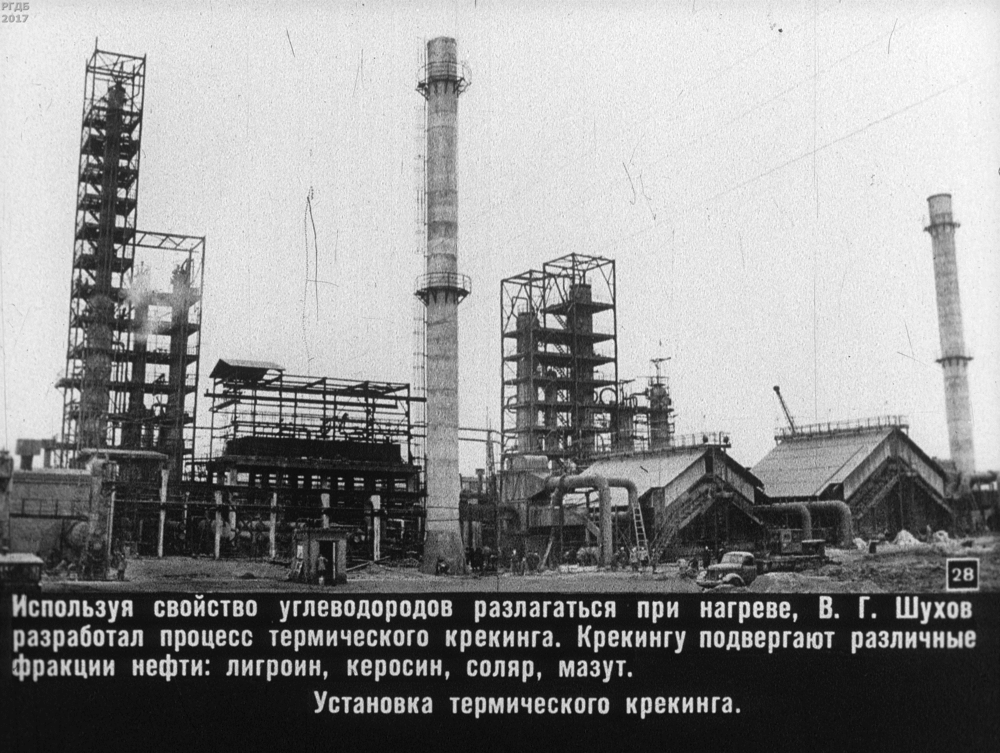 РГДБ
2017
28
Используя свойство углеводородов разлагаться при нагреве, В. Г. Шухов
разработал процесс термического крекинга. Крекингу подвергают различные
фракции нефти: лигроин, керосин, соляр, мазут.
Установка термического крекинга.